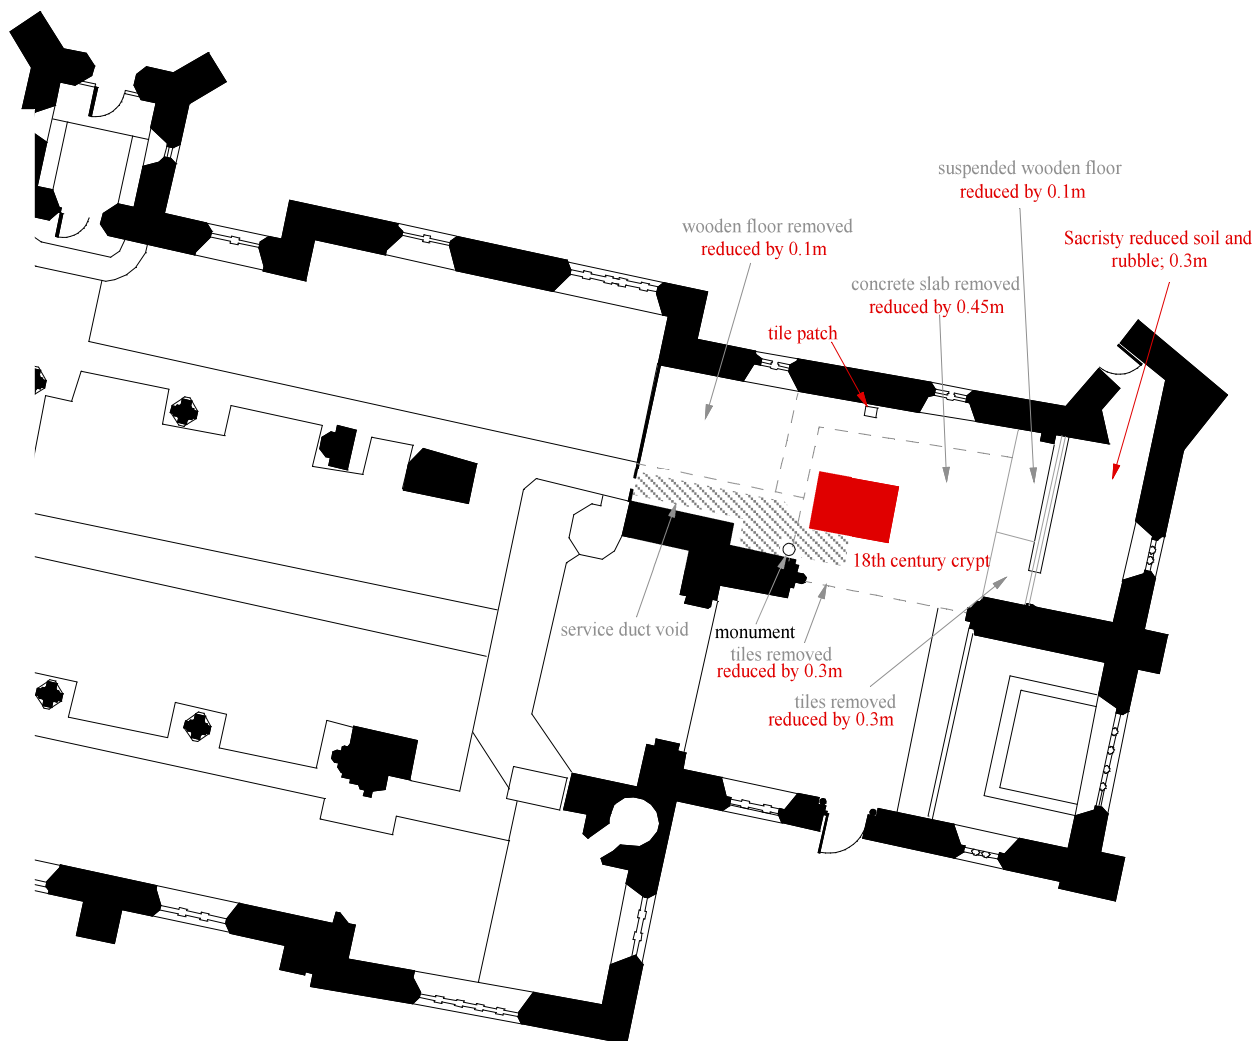 suspended wooden floor
reduced by 0.1m
wooden floor removed
reduced by 0.1m
Sacristy reduced soil and
rubble; 0.3m
concrete slab removed
reduced by 0.45m
tile patch
18th century crypt
service duct void
monument
tiles removed
reduced by 0.3m
tiles removed
reduced by 0.3m